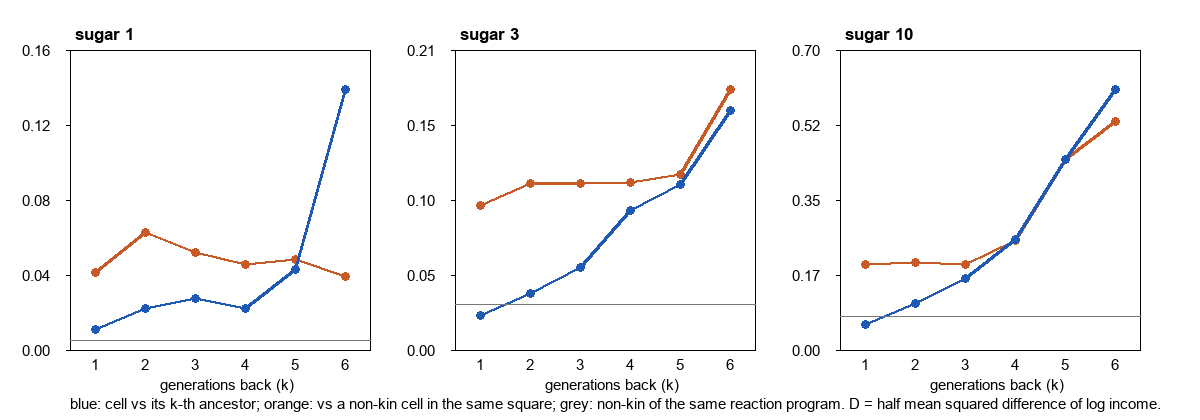 sugar 1 sugar 3 sugar 10
0.16 0.21 0.70
0.12 0.15 0.52
0.08 0.10 0.35
0.04 0.05 0.17
0.00 0.00 0.00
1 2 3 4 5 6 1 2 3 4 5 6 1 2 3 4 5 6
generations back (k) generations back (k) generations back (k)
blue: cell vs its k-th ancestor; orange: vs a non-kin cell in the same square; grey: non-kin of the same reaction program. D = half mean squared difference of log income.